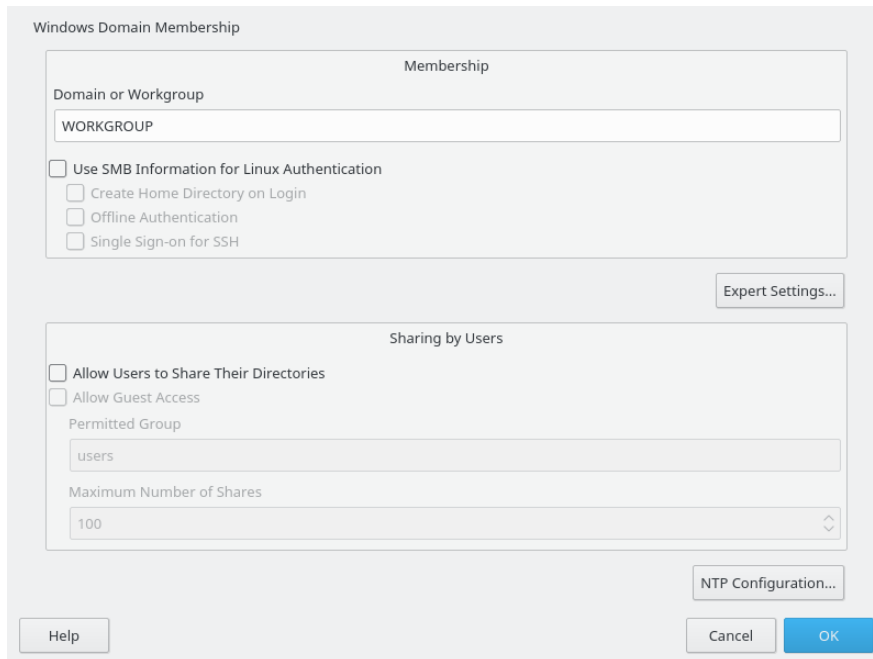 Windows Domain Membership
Membership
Domain or Workgroup
WORKGROUP
Use SMB Information for Linux Authentication
Create Home Directory on Login
Offline Authentication
Single Sign-on for SSH
Expert Settings...
Sharing by Users
Allow Users to Share Their Directories
Allow Guest Access
Permitted Group
users
Maximum Number of Shares
100
NTP Configuration...
Help
Cancel
OK